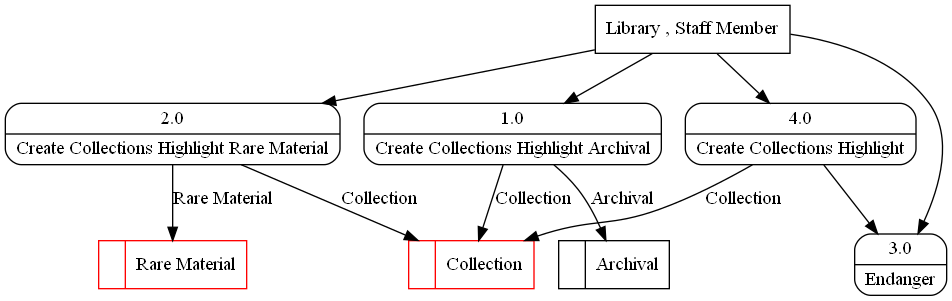 Library , Staff Member
2.0
Create Collections Highlight Rare Material
1.0
Create Collections Highlight Archival
4.0
Create Collections Highlight
Rare Material
Collection
Collection
Archival
Collection
Rare Material
Collection
Archival
3.0
Endanger